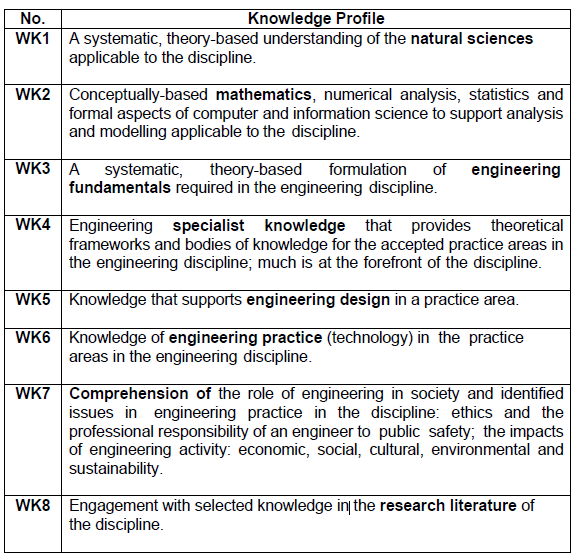 No. Knowledge Profile
WK1 A systematic, theory-based understanding of the natural sciences
applicable to the discipline.
WK2 Conceptually-based mathematics, numerical analysis, statistics and
formal aspects of computer and information science to support analysis
and modelling applicable to the discipline.
WK3 A systematic, theory-based formulation of engineering
fundamentals required in the engineering discipline.
WK4 Engineering specialist knowledge that provides theoretical
frameworks and bodies of knowledge for the accepted practice areas in
the engineering discipline; much is at the forefront of the discipline.
WK5 Knowledge that supports engineering design in a practice area.
WK6 Knowledge of engineering practice (technology) in the practice
areas in the engineering discipline.
WK7 Comprehension of the role of engineering in society and identified
issues in engineering practice in the discipline: ethics and the
professional responsibility of an engineer to public safety; the impacts
of engineering activity: economic, social, cultural, environmental and
sustainability.
WK8 Engagement with selected knowledge in the research literature of
the discipline.